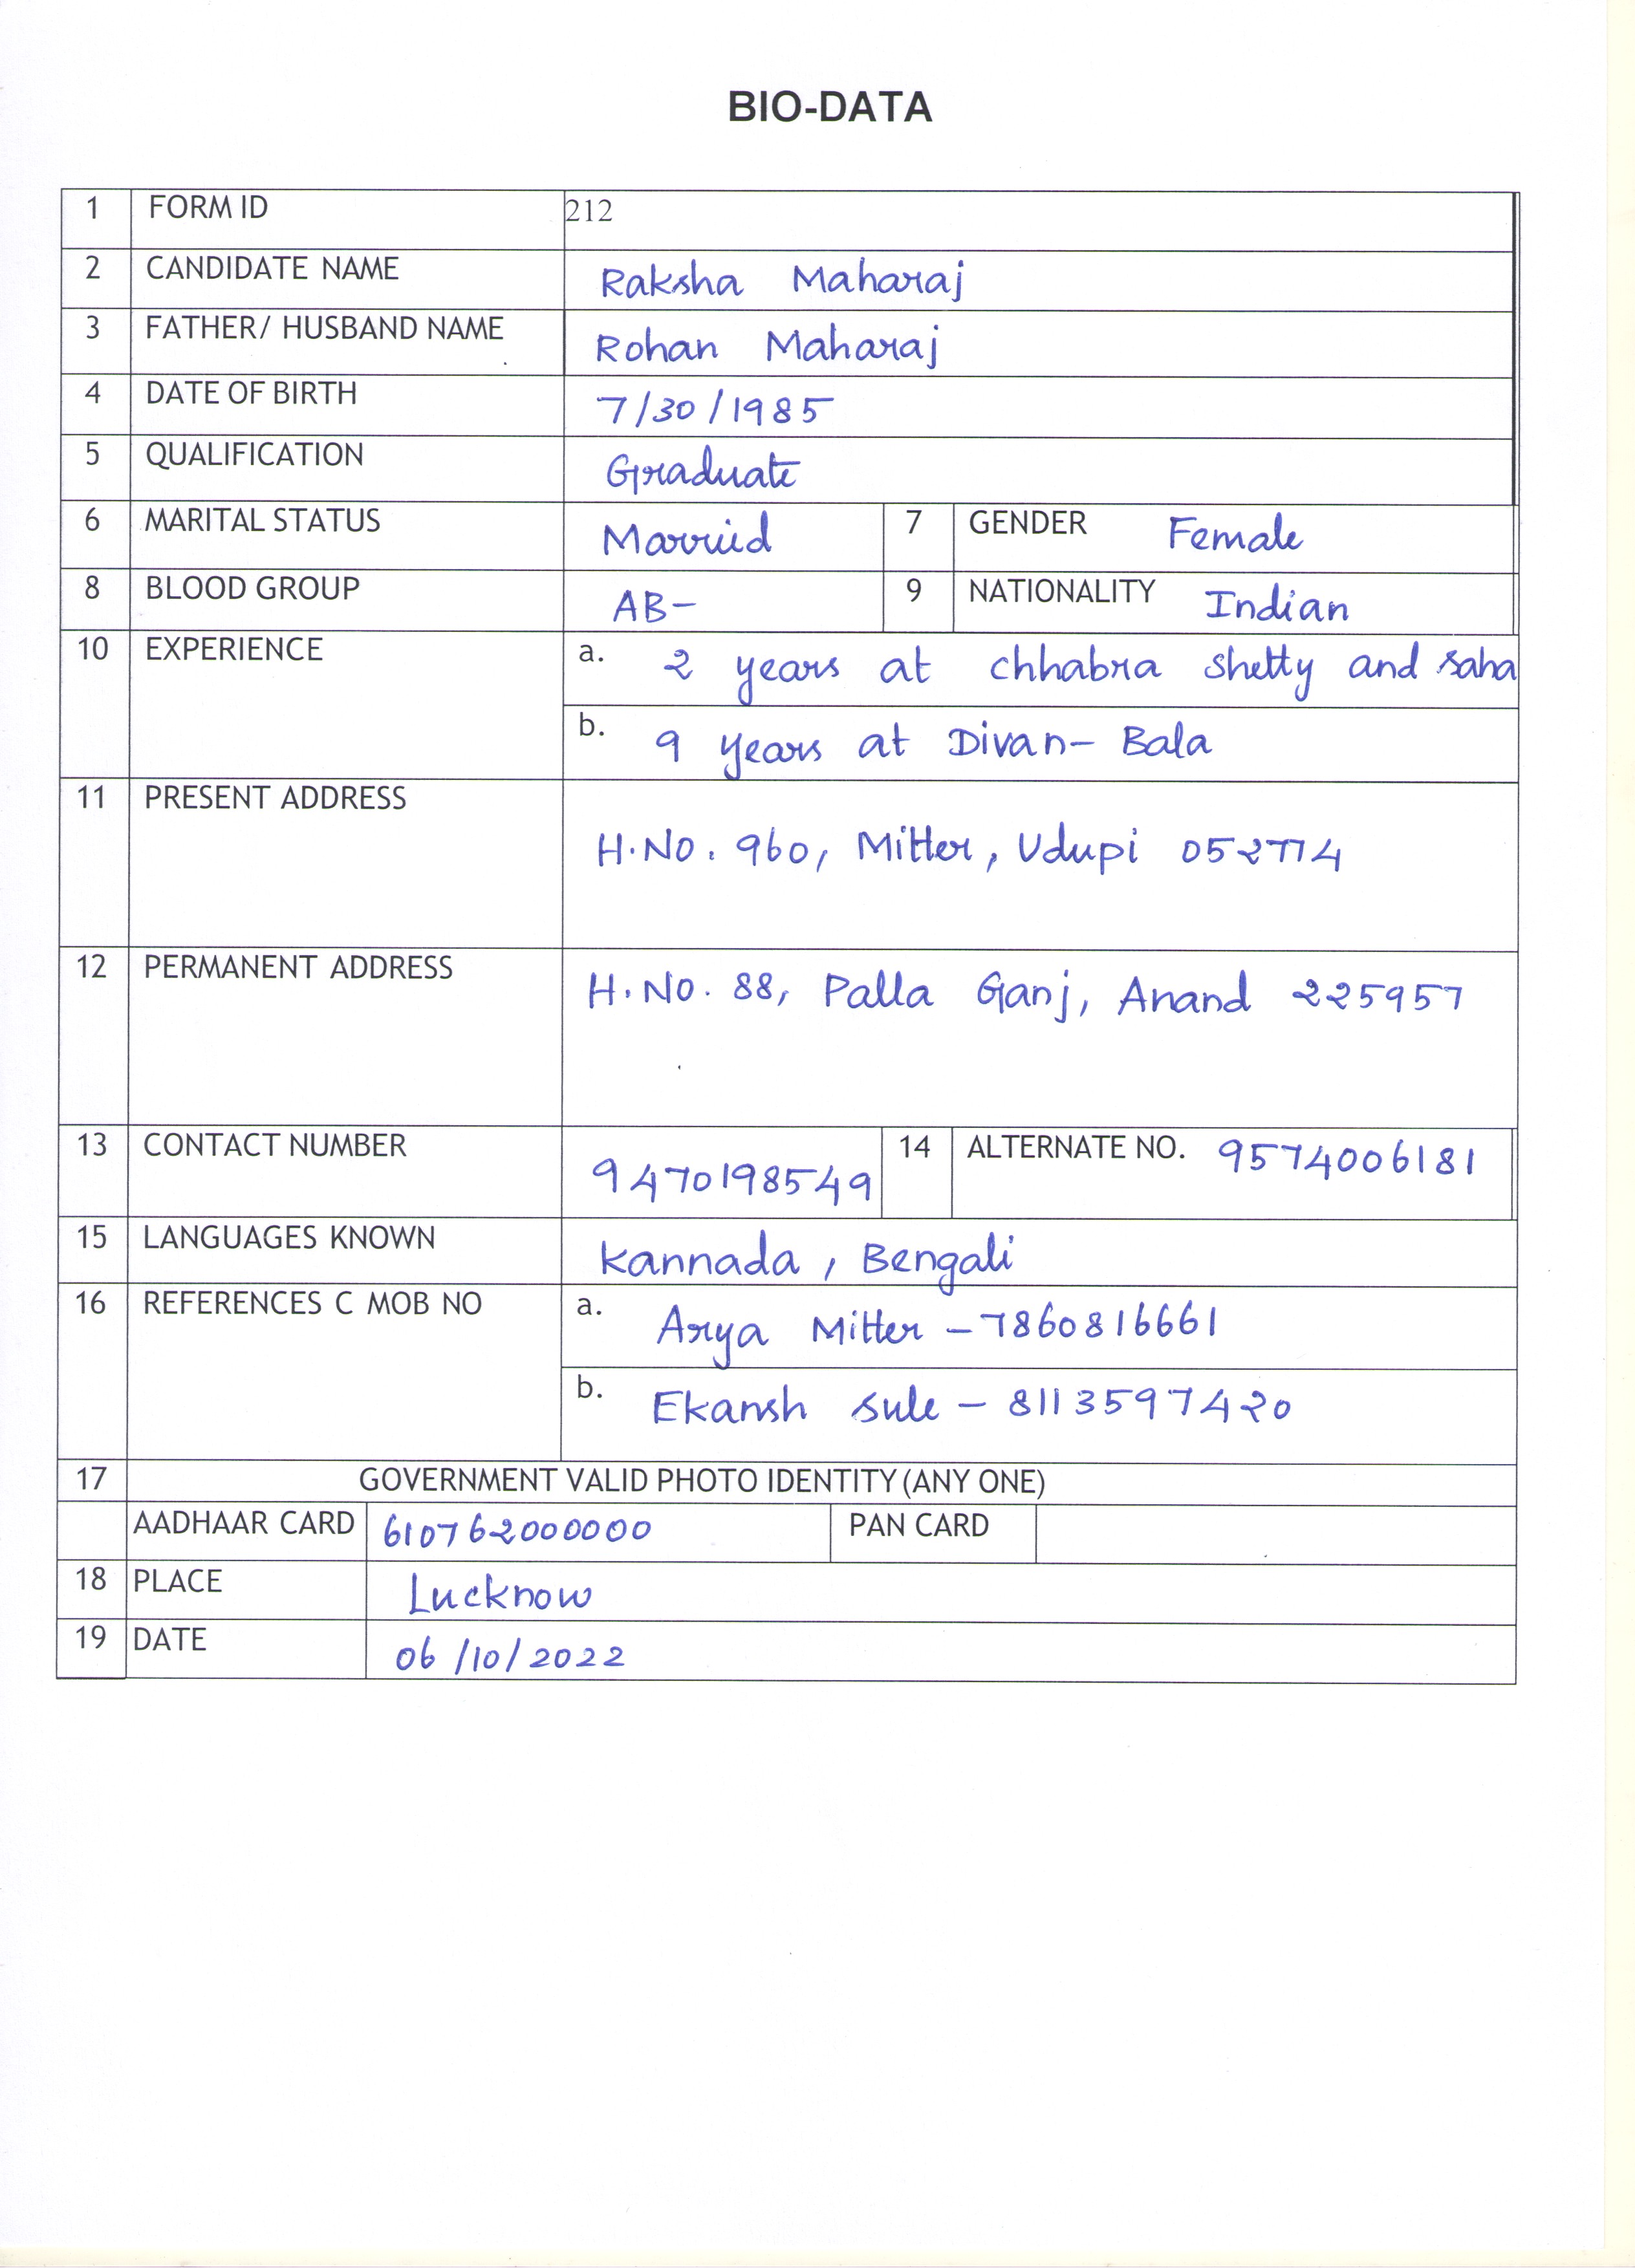 BIO-DATA
1 FORM ID 212
2 CANDIDATE NAME Raksha Maharaj
3 FATHER/ HUSBAND NAME Rohan Maharaj
4 DATE OF BIRTH 7/30/1985
5 QUALIFICATION Graduate
6 MARITAL STATUS Married 7 GENDER Female
8 BLOOD GROUP AB- 9 NATIONALITY Indian
10 EXPERIENCE a. 2 years at chhabra shetty and saha
b. 9 years at Divan- Bala
11 PRESENT ADDRESS
H.No. 960, Mitter, Udupi 052774
12 PERMANENT ADDRESS H.No. 88, Palla Ganj, Anand 225957
13 CONTACT NUMBER 9470198549 14 ALTERNATE NO. 9574006181
15 LANGUAGES KNOWN Kannada, Bengali
16 REFERENCES C MOB NO a. Arya Mitter - 7860816661
b. Ekansh sule - 8113597420
17 GOVERNMENT VALID PHOTO IDENTITY (ANY ONE)
AADHAAR CARD 610762000000 PAN CARD
18 PLACE Lucknow
19 DATE 06/10/2022